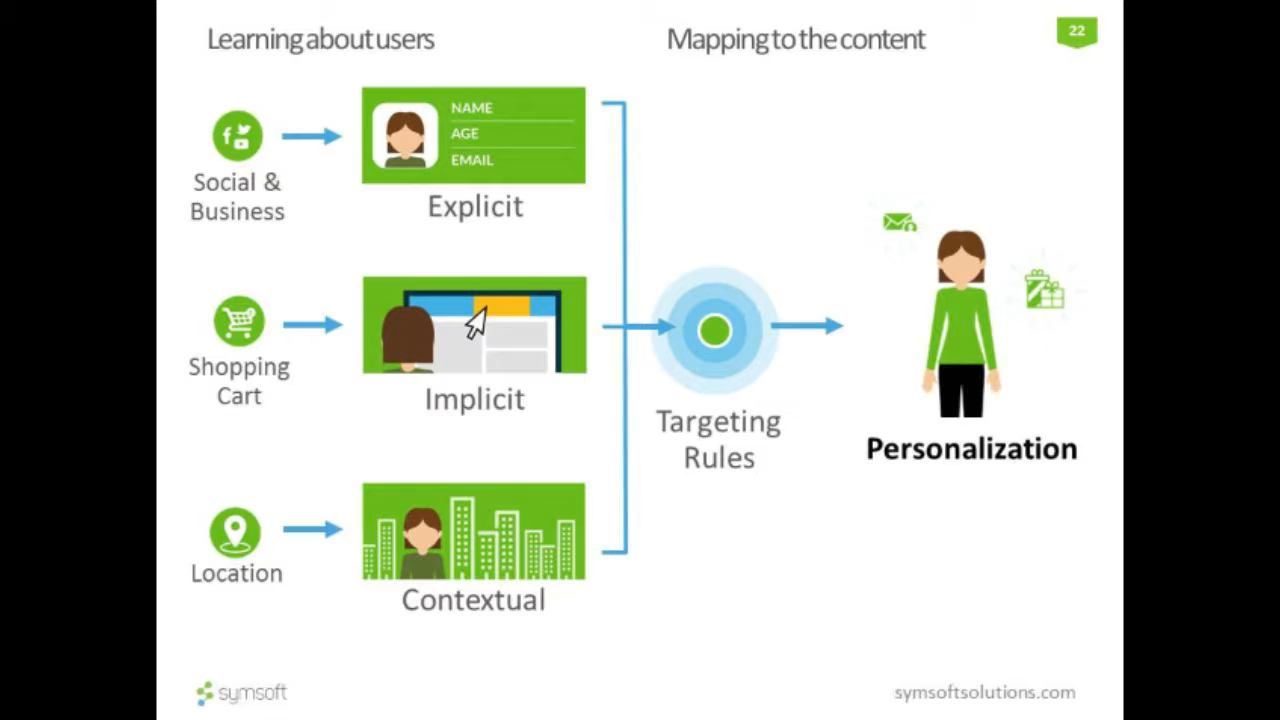 Learning about users
Mapping to the content
22
Social &
Business
NAME
AGE
EMAIL
Explicit
Shopping
Cart
Implicit
Location
Contextual
Targeting
Rules
Personalization
symsoft
symsoftsolutions.com